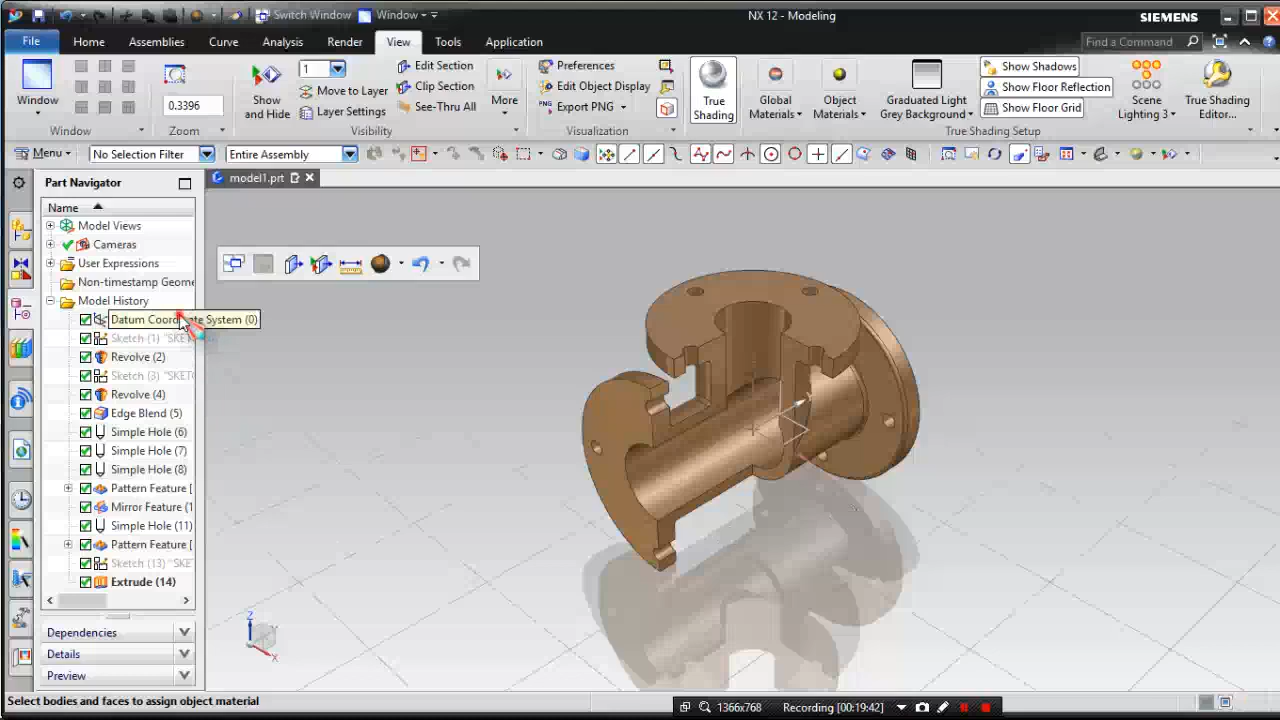 Switch Window Window
NX 12 - Modeling
SIEMENS
File Home Assemblies Curve Analysis Render View Tools Application
Find a Command
Window
0.3396
Show and Hide
1
Move to Layer
Layer Settings
Edit Section
Clip Section
See-Thru All
More
Preferences
Edit Object Display
Export PNG
PNG
True Shading
Global Materials
Object Materials
Graduated Light Grey Background
Show Shadows
Show Floor Reflection
Show Floor Grid
Scene Lighting 3
True Shading Editor...
Window Zoom Visibility Visualization True Shading Setup
Menu
No Selection Filter
Entire Assembly
Part Navigator
model1.prt
Name
Model Views
Cameras
User Expressions
Non-timestamp Geome
Model History
Datum Coordinate System (0)
Sketch (1) "SKET
Revolve (2)
Sketch (3) "SKET
Revolve (4)
Edge Blend (5)
Simple Hole (6)
Simple Hole (7)
Simple Hole (8)
Pattern Feature [
Mirror Feature (1
Simple Hole (11)
Pattern Feature [
Sketch (13) "SKE
Extrude (14)
Dependencies
Details
Preview
Z
Y
X
Select bodies and faces to assign object material
1366x768
Recording [00:19:42]